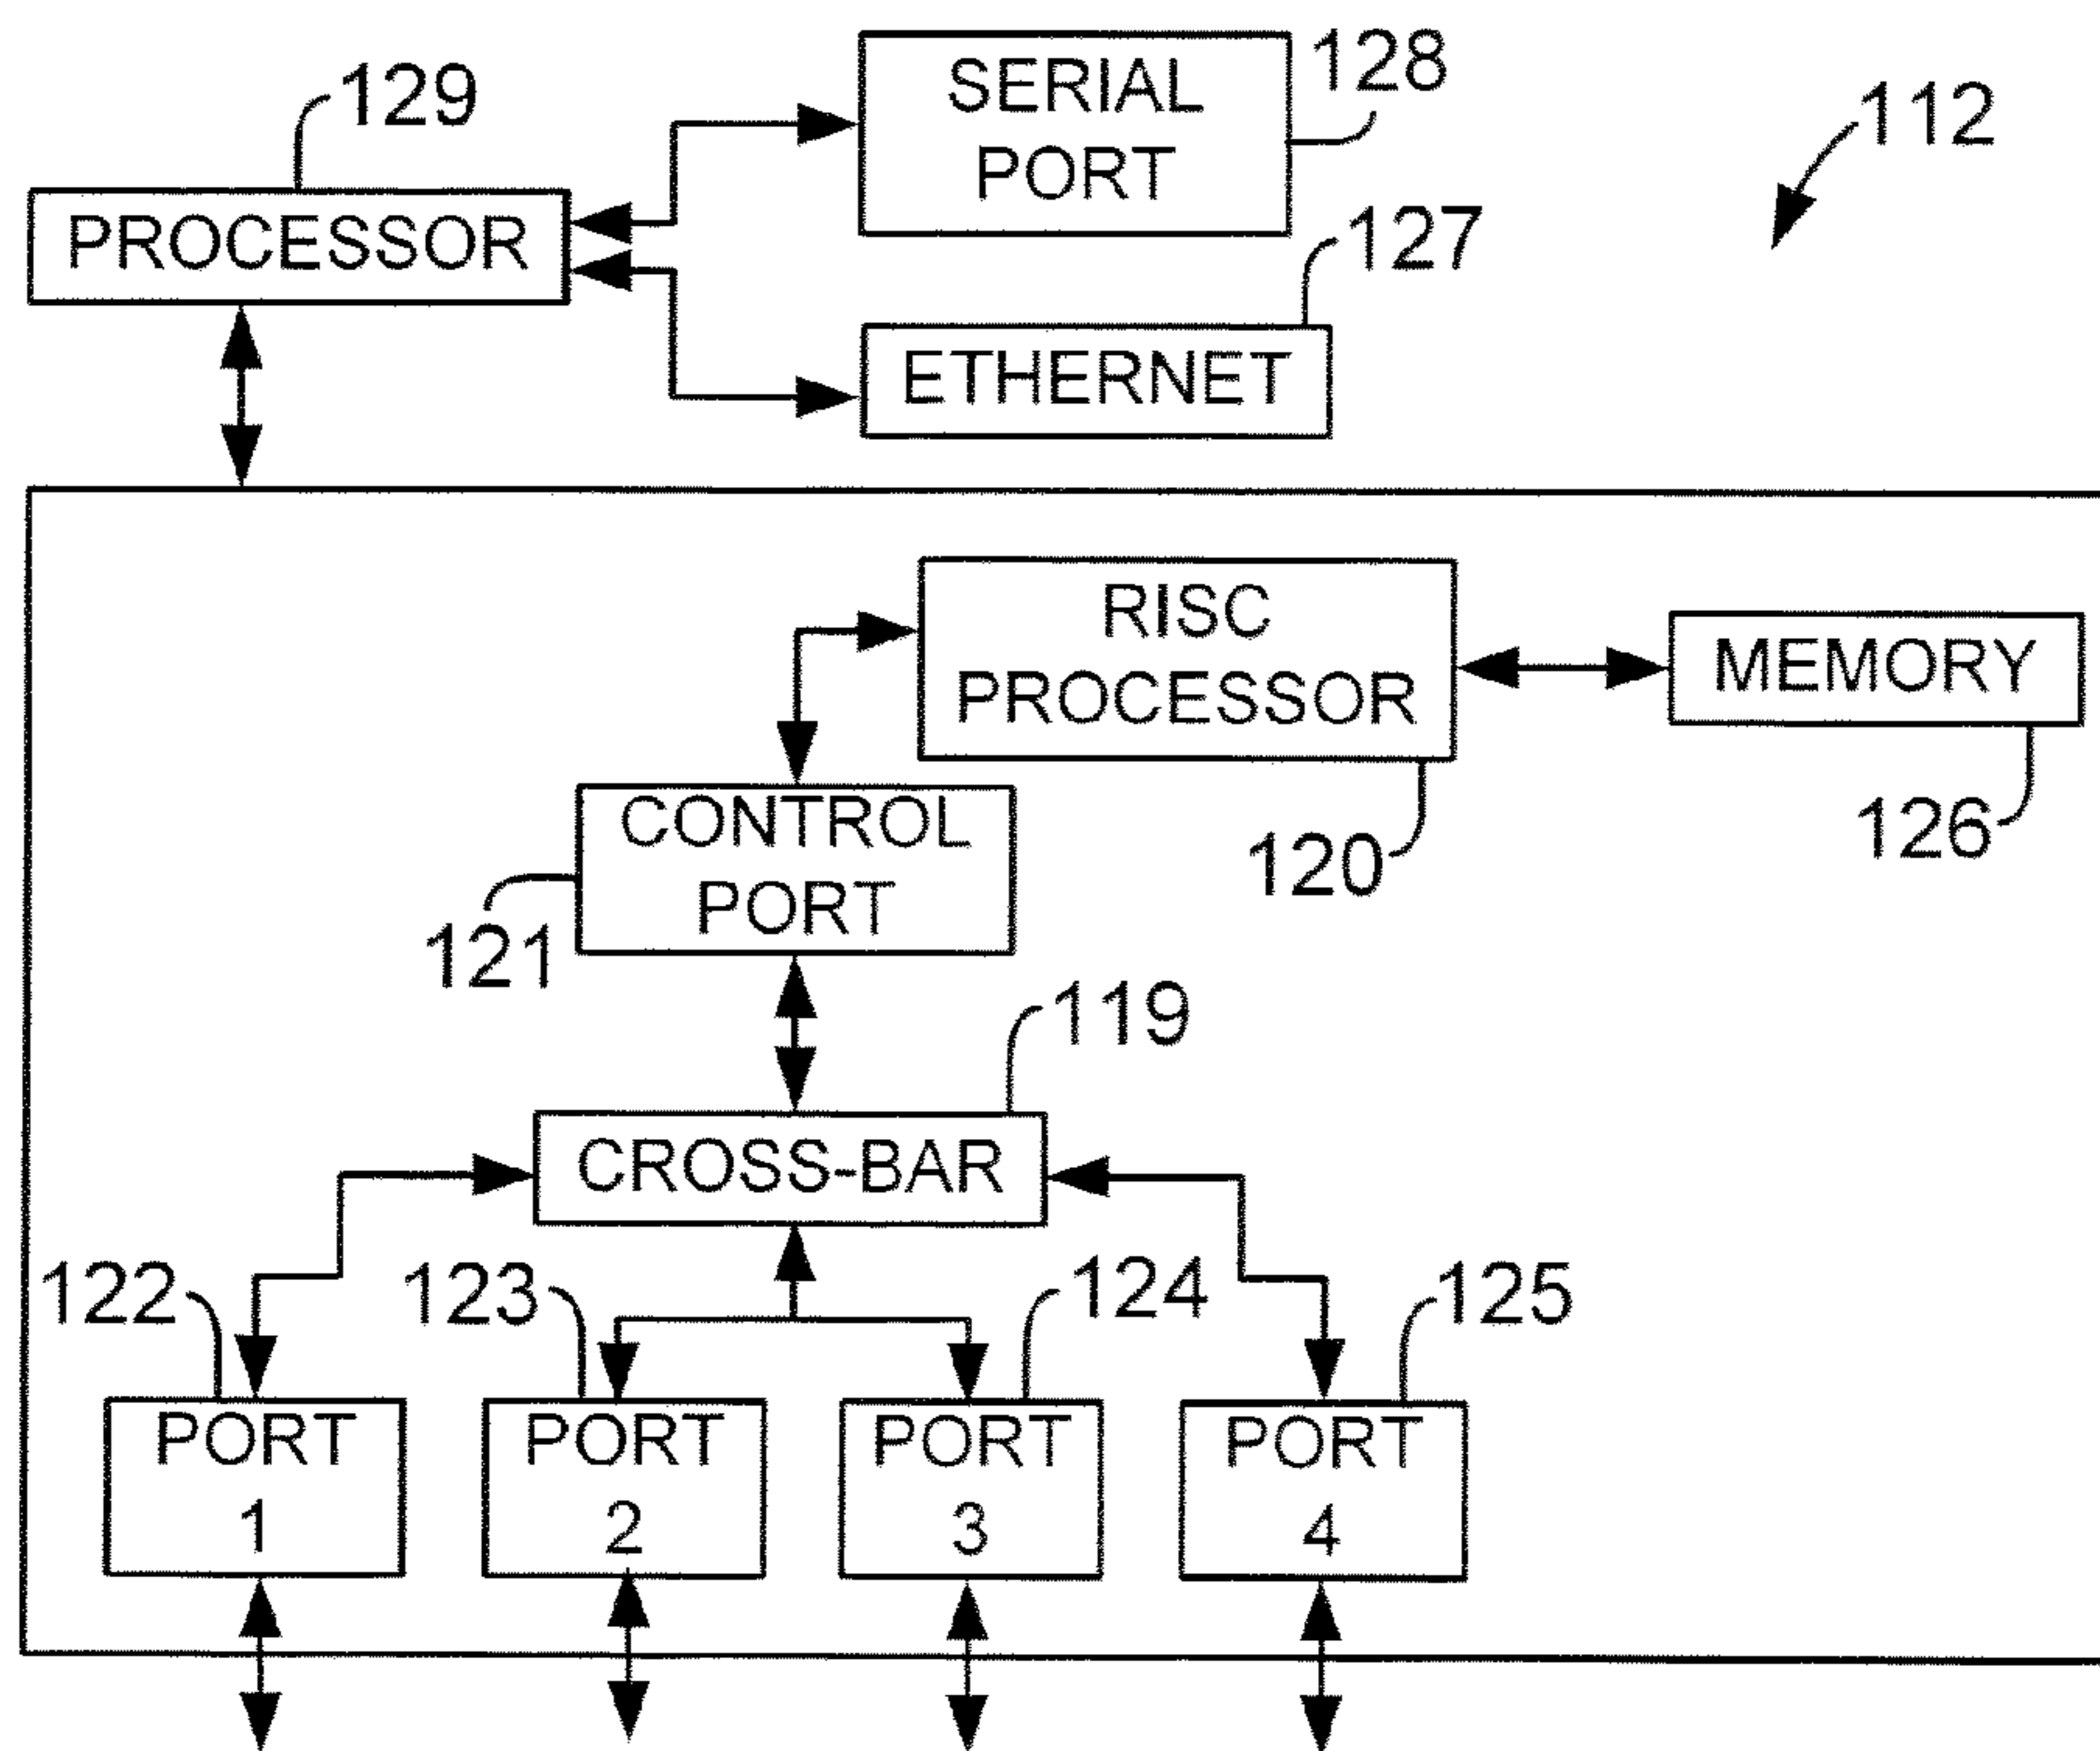 129
SERIAL
PORT
128
112
PROCESSOR
127
ETHERNET
RISC
PROCESSOR
MEMORY
CONTROL
PORT
120
126
121
119
CROSS-BAR
122
123
124
125
PORT
1
PORT
2
PORT
3
PORT
4